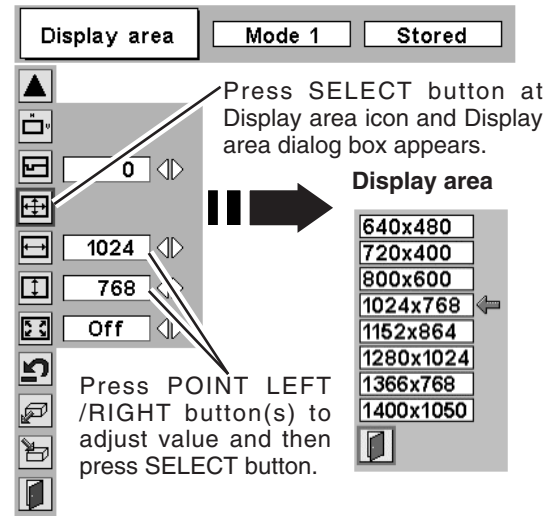 Display area Mode 1 Stored
Press SELECT button at
Display area icon and Display
area dialog box appears.
H
V
0
Display area
640x480
720x400
800x600
1024x768
1152x864
1280x1024
1366x768
1400x1050
1024
768
Off
Press POINT LEFT
/RIGHT button(s) to
adjust value and then
press SELECT button.